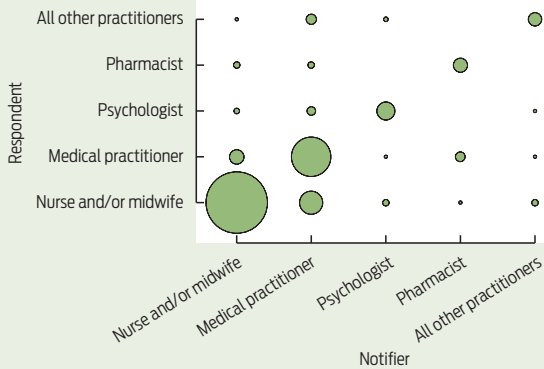 All other practitioners
Pharmacist
Psychologist
Medical practitioner
Nurse and/or midwife
Respondent
Nurse and/or midwife
Medical practitioner
Psychologist
Pharmacist
All other practitioners
Notifier